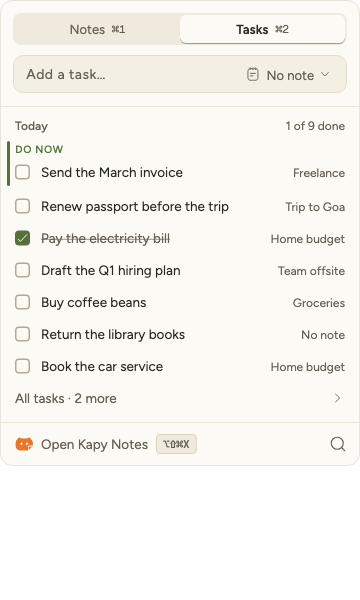 Notes ⌘1 Tasks ⌘2
Add a task... No note
Today 1 of 9 done
DO NOW
Send the March invoice Freelance
Renew passport before the trip Trip to Goa
Pay the electricity bill Home budget
Draft the Q1 hiring plan Team offsite
Buy coffee beans Groceries
Return the library books No note
Book the car service Home budget
All tasks · 2 more
Open Kapy Notes ⌥⇧⌘X